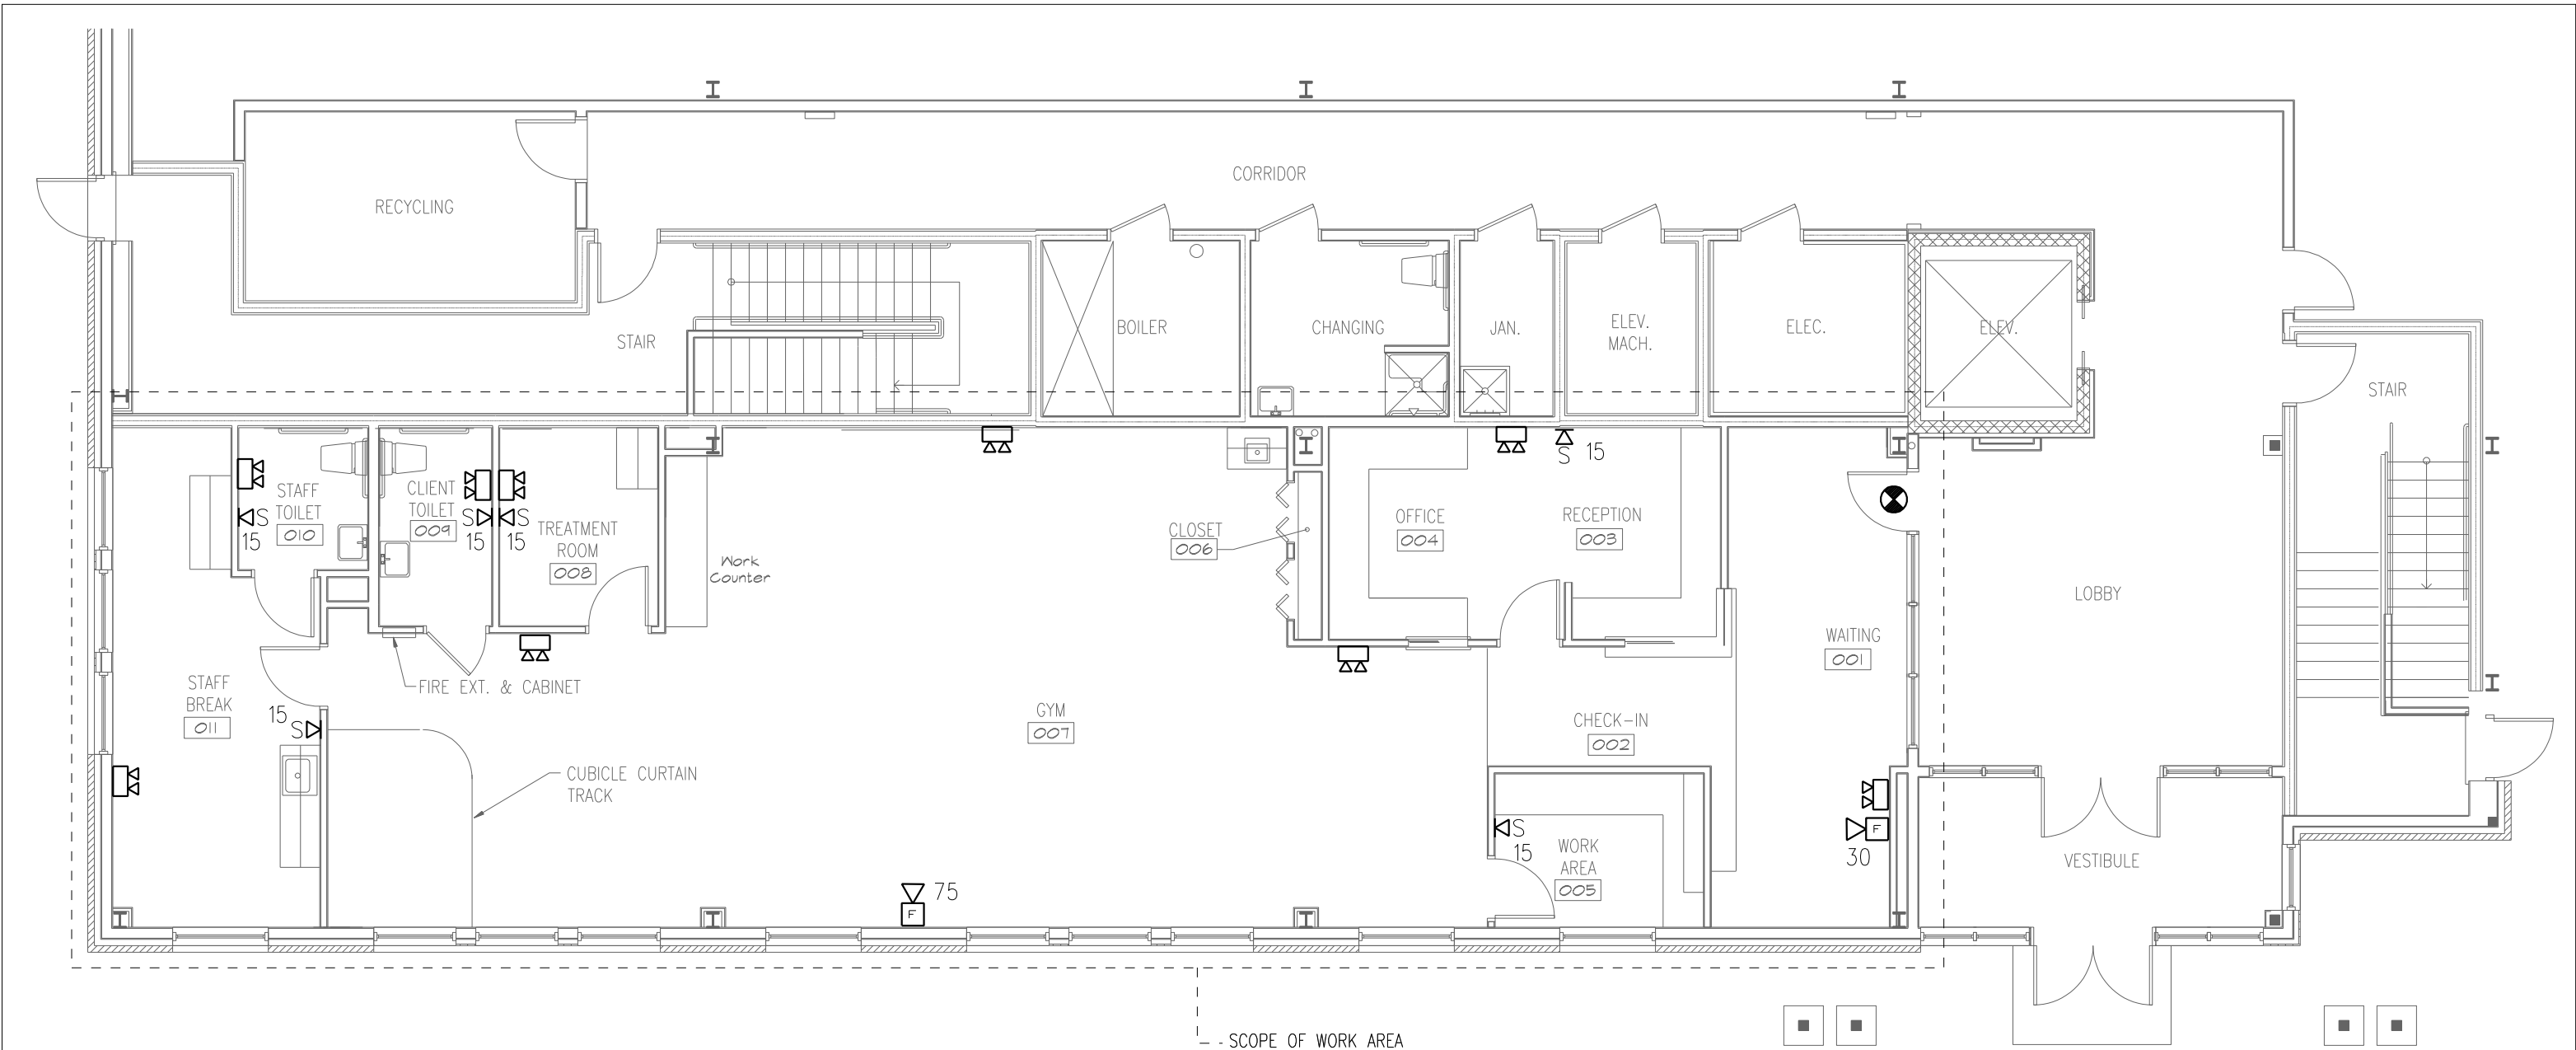 CORRIDOR
RECYCLING
STAIR
BOILER
CHANGING
JAN.
ELEV.
MACH.
ELEC.
ELEV.
STAIR
STAFF
TOILET
010
S
15
CLIENT
TOILET
009
S
15
S
15
TREATMENT
ROOM
008
Work
Counter
CLOSET
006
OFFICE
004
S 15
RECEPTION
003
LOBBY
WAITING
001
STAFF
BREAK
011
15
S
FIRE EXT. & CABINET
GYM
007
CHECK-IN
002
CUBICLE CURTAIN
TRACK
S
15
WORK
AREA
005
F
30
VESTIBULE
75
F
SCOPE OF WORK AREA